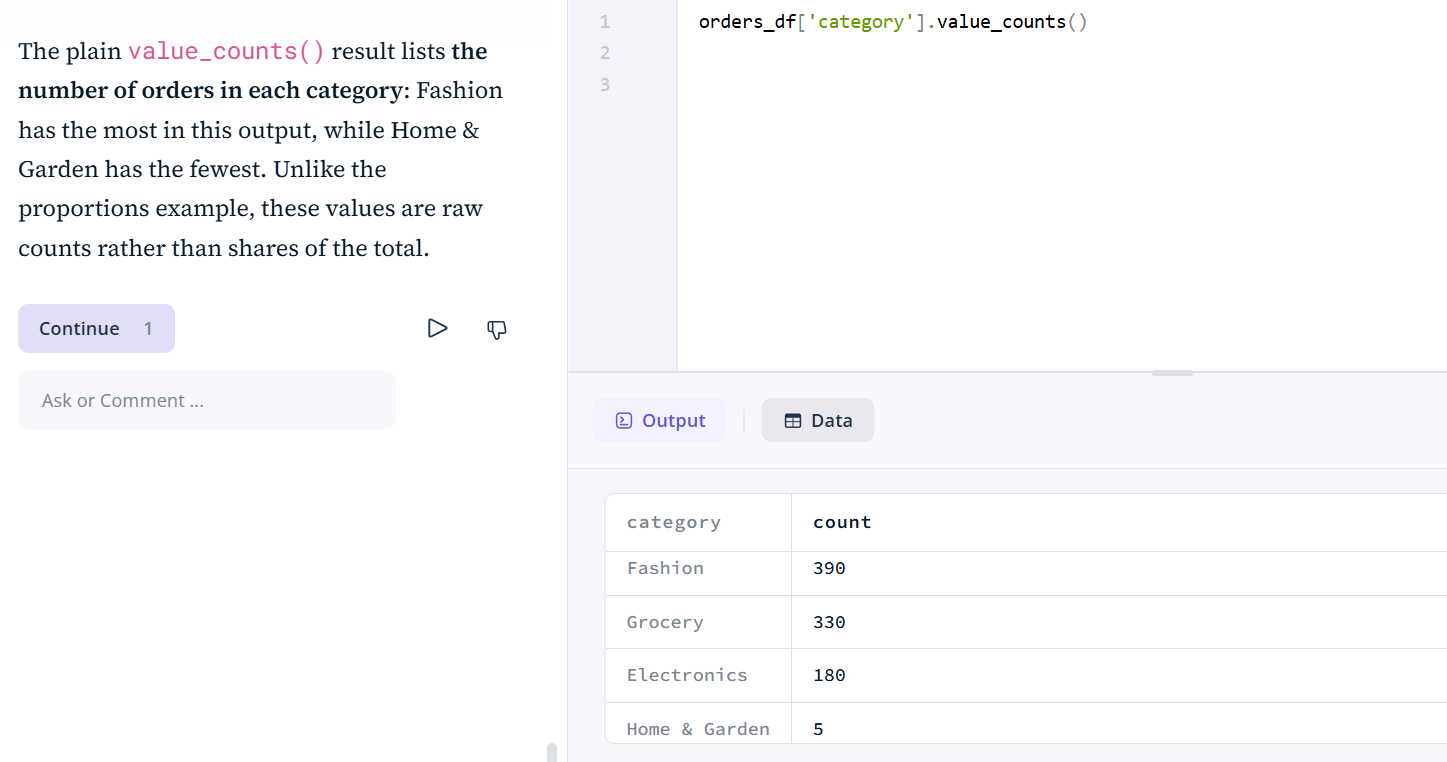 The plain value_counts() result lists the
number of orders in each category: Fashion
has the most in this output, while Home &
Garden has the fewest. Unlike the
proportions example, these values are raw
counts rather than shares of the total.
Continue 1
Ask or Comment ...
1 orders_df['category'].value_counts()
2
3
Output Data
category count
Fashion 390
Grocery 330
Electronics 180
Home & Garden 5